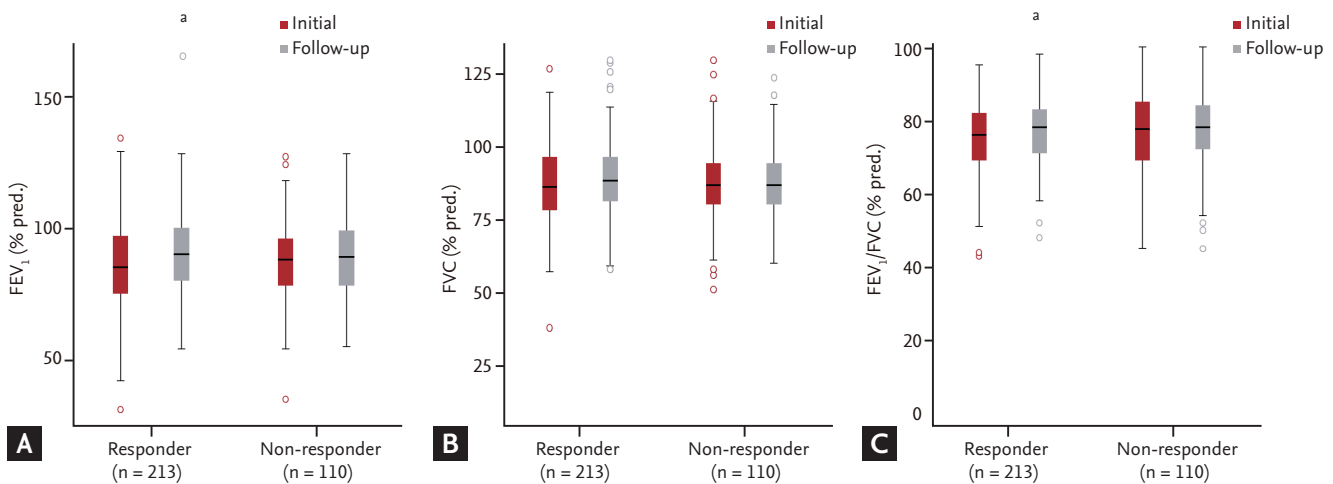 a
Initial
Follow-up
150
100
50
FEV₁ (% pred.)
A
Responder
(n = 213)
Non-responder
(n = 110)
Initial
Follow-up
125
100
75
50
25
FVC (% pred.)
B
Responder
(n = 213)
Non-responder
(n = 110)
a
Initial
Follow-up
100
80
60
40
20
0
FEV₁/FVC (% pred.)
C
Responder
(n = 213)
Non-responder
(n = 110)